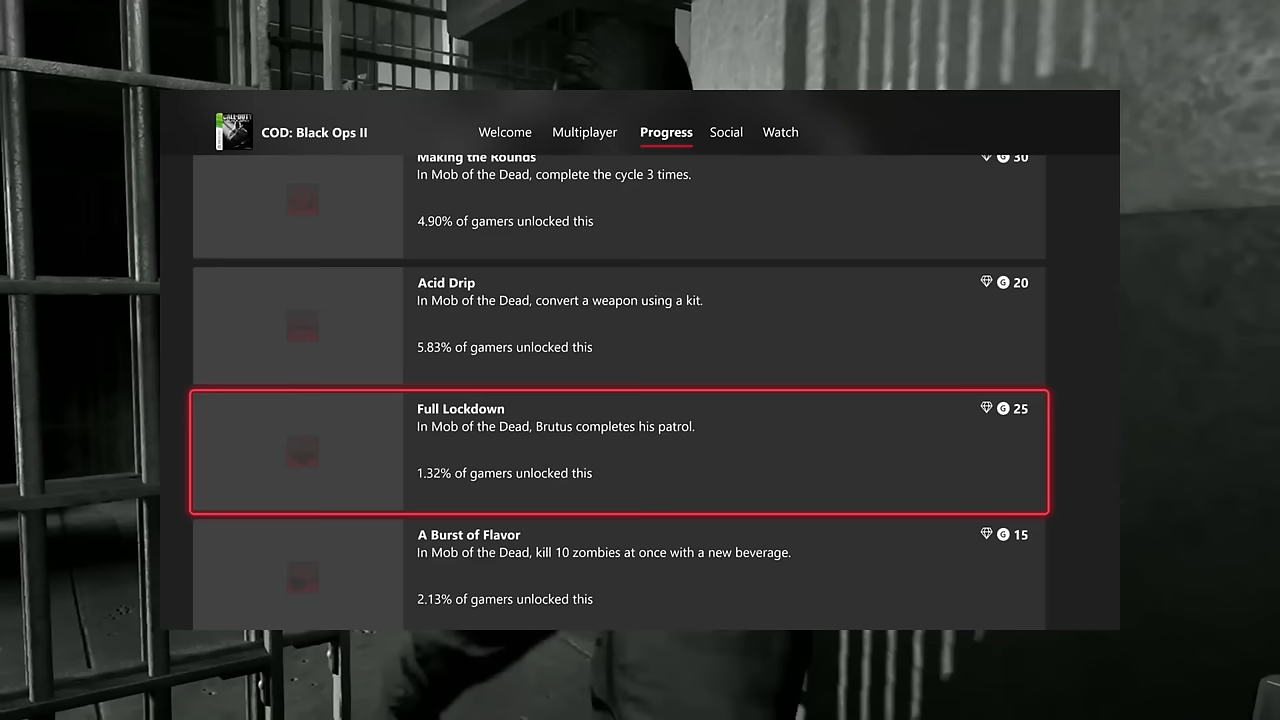 COD: Black Ops II
Welcome Multiplayer Progress Social Watch
Making the Rounds
G 30
In Mob of the Dead, complete the cycle 3 times.
4.90% of gamers unlocked this
Acid Drip
G 20
In Mob of the Dead, convert a weapon using a kit.
5.83% of gamers unlocked this
Full Lockdown
G 25
In Mob of the Dead, Brutus completes his patrol.
1.32% of gamers unlocked this
A Burst of Flavor
G 15
In Mob of the Dead, kill 10 zombies at once with a new beverage.
2.13% of gamers unlocked this